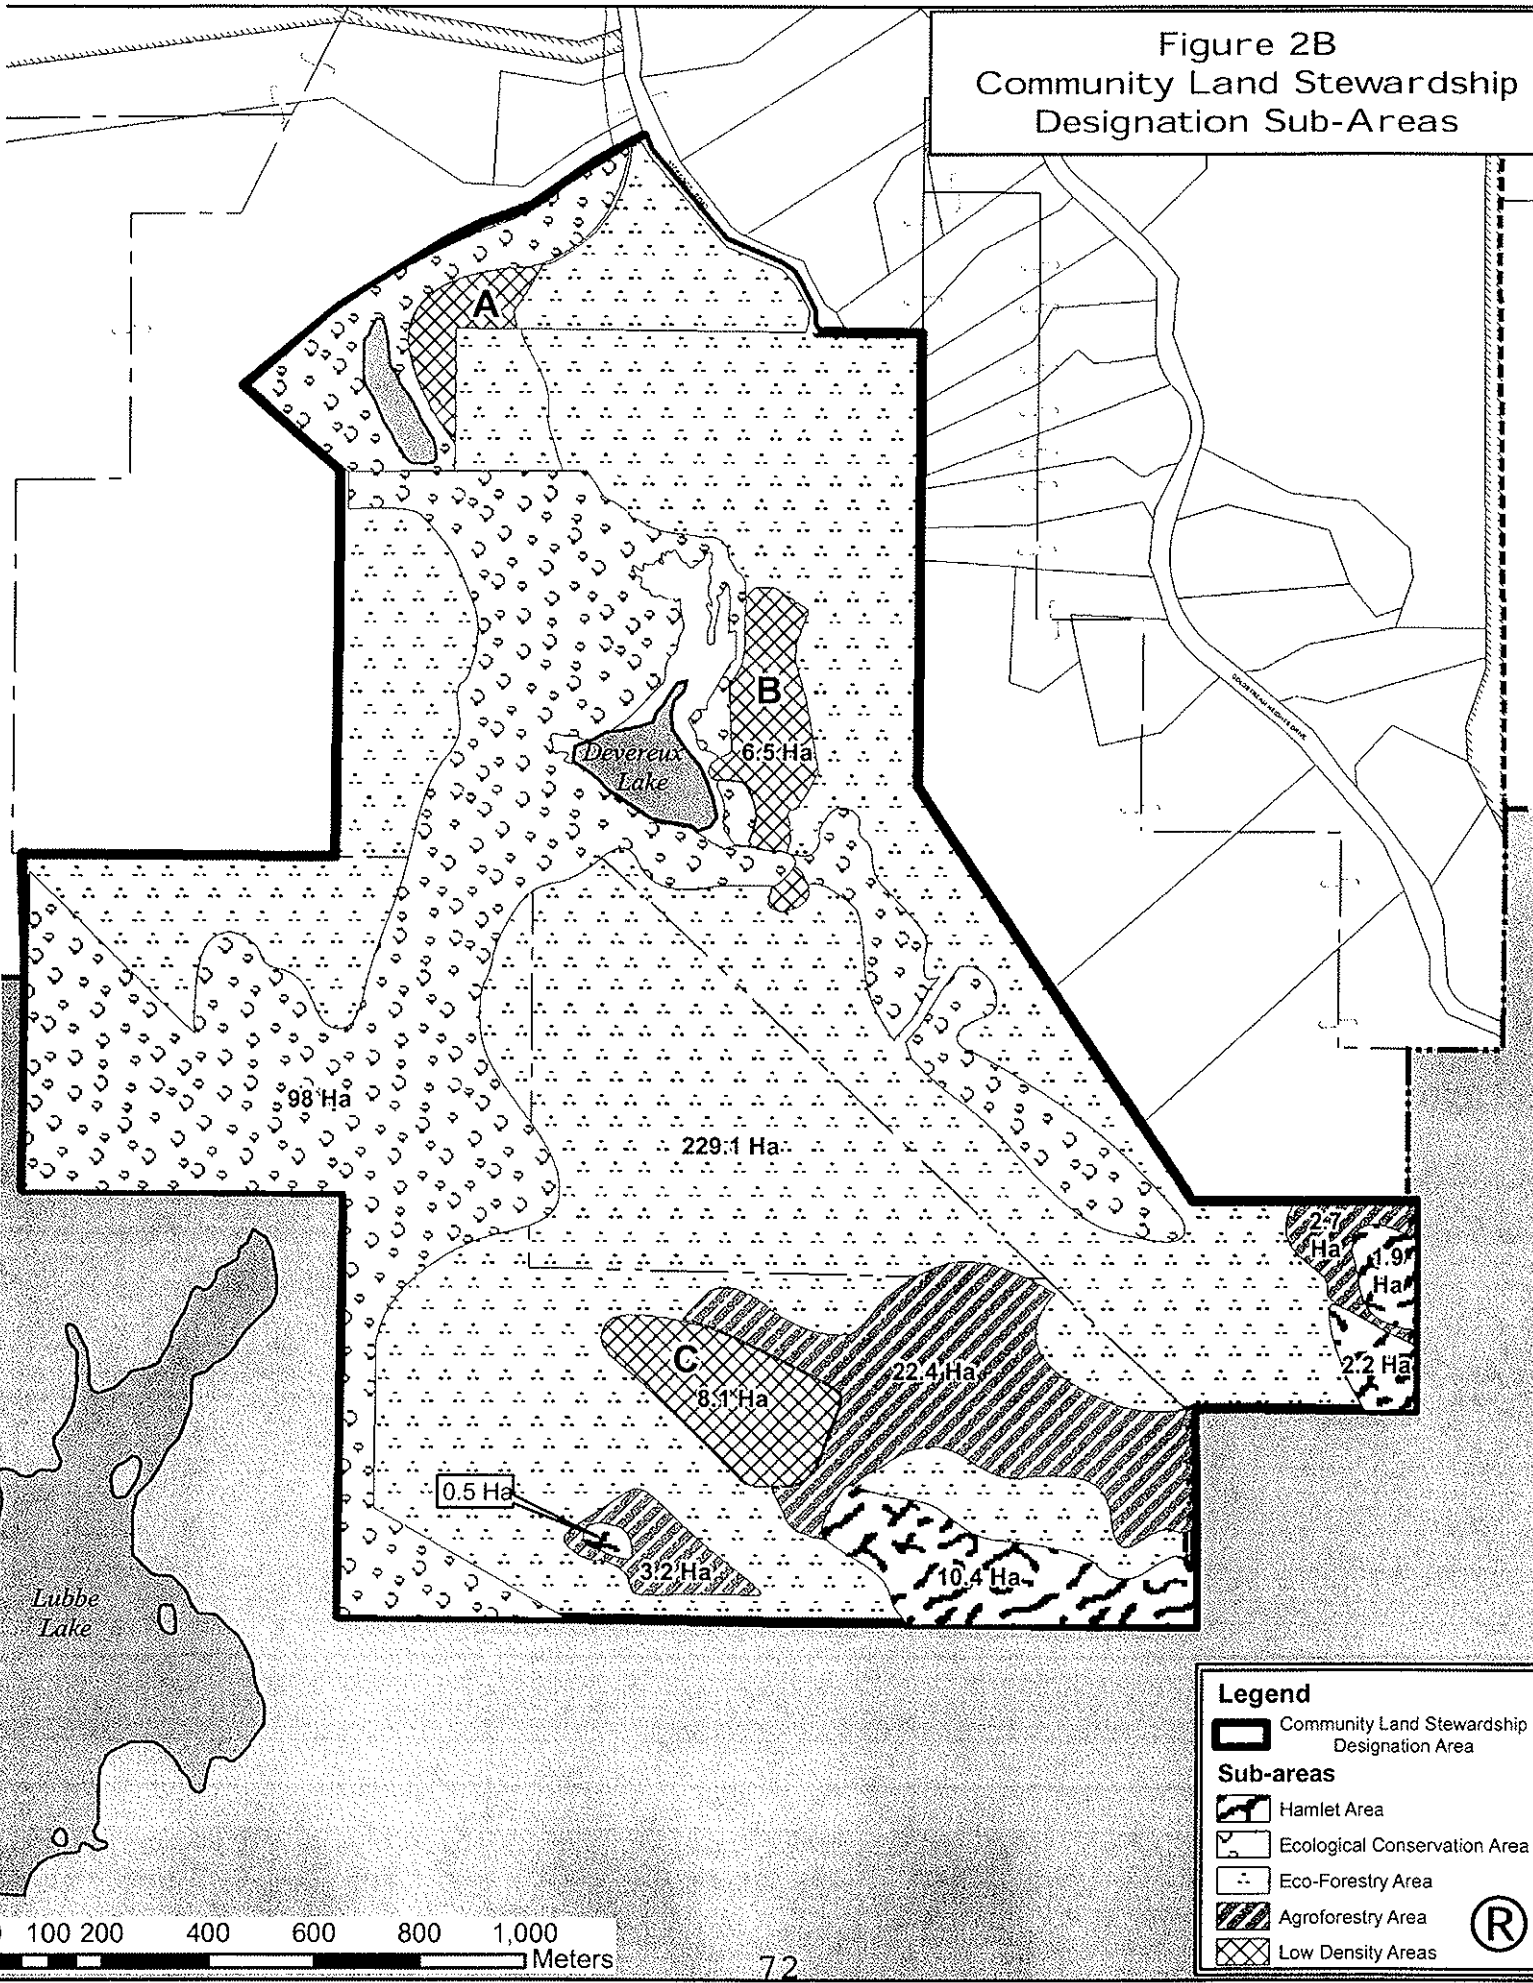 Figure 2B
Community Land Stewardship
Designation Sub-Areas
A
B
6.5 Ha
Devereux
Lake
COLDSTREAM HEIGHTS DRIVE
98 Ha
229.1 Ha
2.7
Ha
1.9
Ha
2.2 Ha
C
8.1 Ha
22.4 Ha
0.5 Ha
3.2 Ha
10.4 Ha
Lubbe
Lake
Legend
Community Land Stewardship
Designation Area
Sub-areas
Hamlet Area
Ecological Conservation Area
Eco-Forestry Area
Agroforestry Area
Low Density Areas
®
100 200 400 600 800 1,000
Meters
72